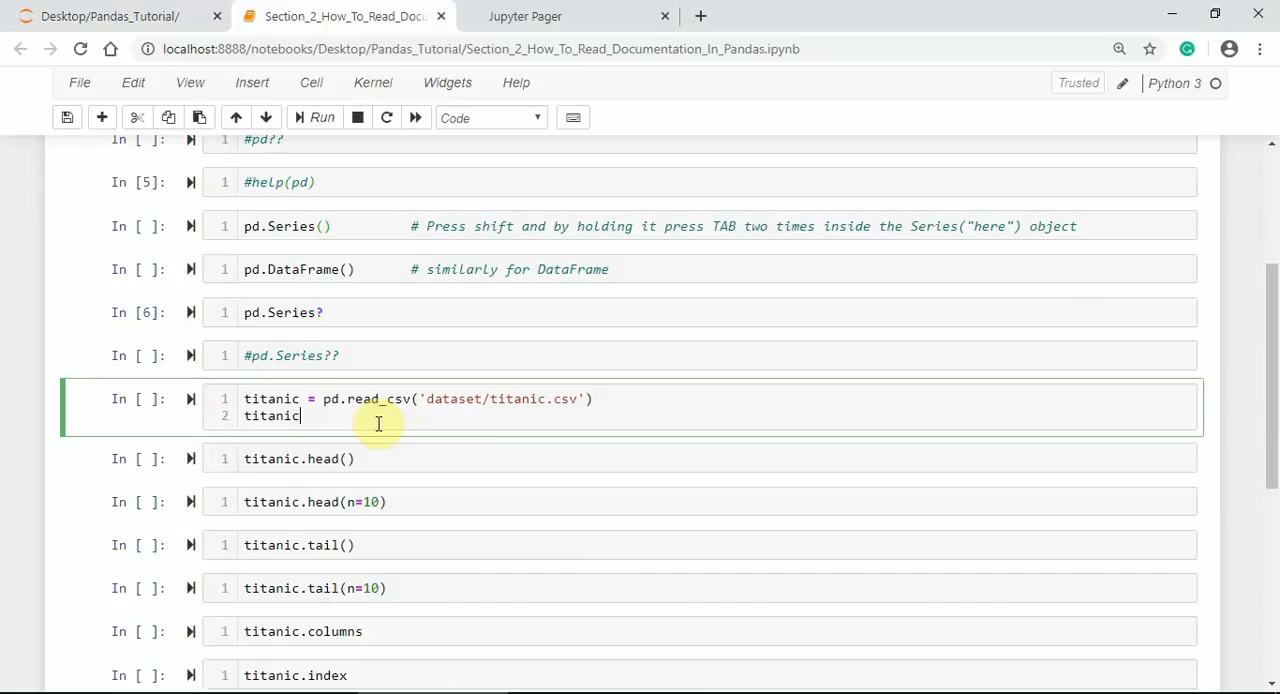 Desktop/Pandas_Tutorial/
Section_2_How_To_Read_Docu
Jupyter Pager
localhost:8888/notebooks/Desktop/Pandas_Tutorial/Section_2_How_To_Read_Documentation_In_Pandas.ipynb
File Edit View Insert Cell Kernel Widgets Help Trusted Python 3
Run Code
In [ ]: 1 #pd??
In [5]: 1 #help(pd)
In [ ]: 1 pd.Series() # Press shift and by holding it press TAB two times inside the Series("here") object
In [ ]: 1 pd.DataFrame() # similarly for DataFrame
In [6]: 1 pd.Series?
In [ ]: 1 #pd.Series??
In [ ]: 1 titanic = pd.read_csv('dataset/titanic.csv')
2 titanic
In [ ]: 1 titanic.head()
In [ ]: 1 titanic.head(n=10)
In [ ]: 1 titanic.tail()
In [ ]: 1 titanic.tail(n=10)
In [ ]: 1 titanic.columns
In [ ]: 1 titanic.index